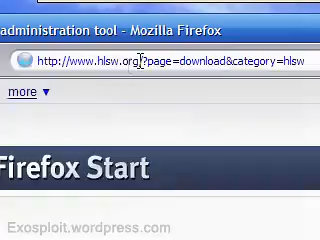 administration tool - Mozilla Firefox
http://www.hlsw.org/?page=download&category=hlsw
more ▼
Firefox Start
Exosploit.wordpress.com